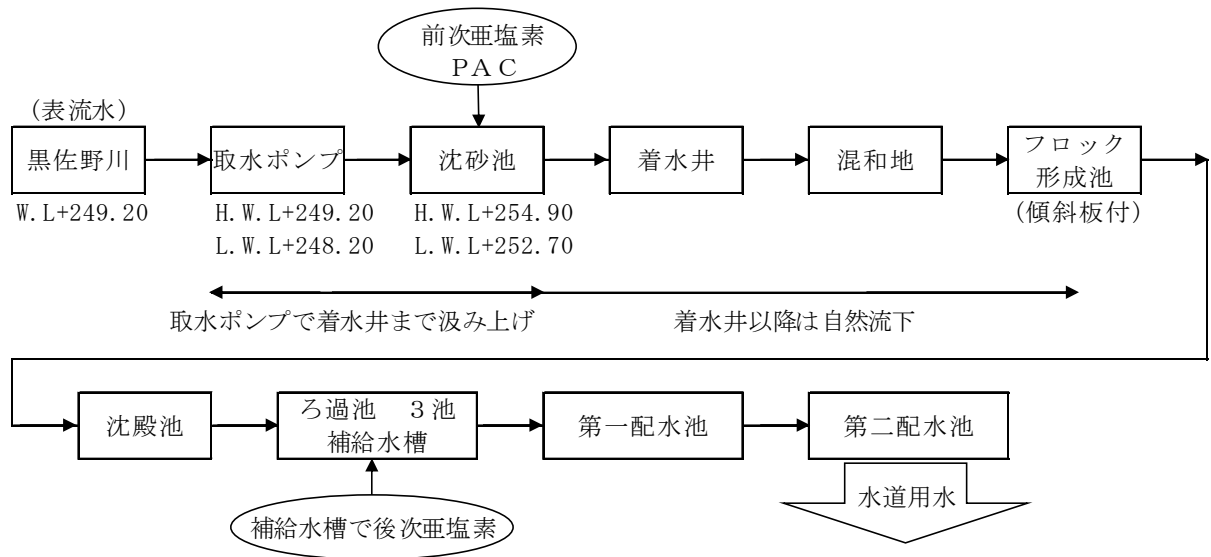 前次亜塩素
ＰＡＣ
(表流水)
黒佐野川
取水ポンプ
沈砂池
着水井
混和地
フロック
形成池
W.L+249.20
H.W.L+249.20
L.W.L+248.20
H.W.L+254.90
L.W.L+252.70
(傾斜板付)
取水ポンプで着水井まで汲み上げ
着水井以降は自然流下
沈殿池
ろ過池　３池
補給水槽
第一配水池
第二配水池
補給水槽で後次亜塩素
水道用水